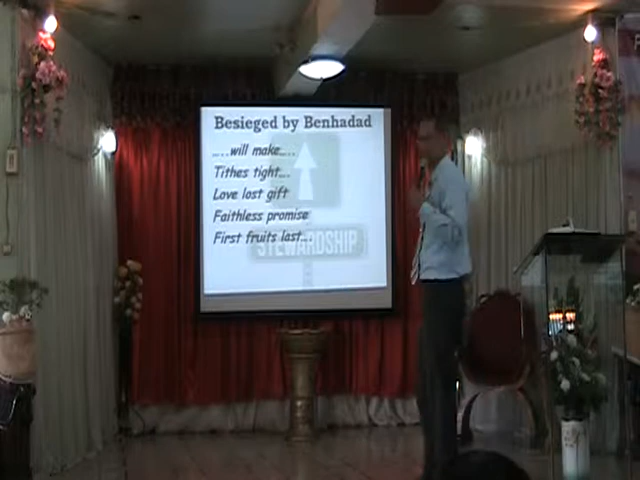 Besieged by Benhadad
.....will make.....
Tithes tight...
Love lost gift
Faithless promise
First fruits last...
STEWARDSHIP